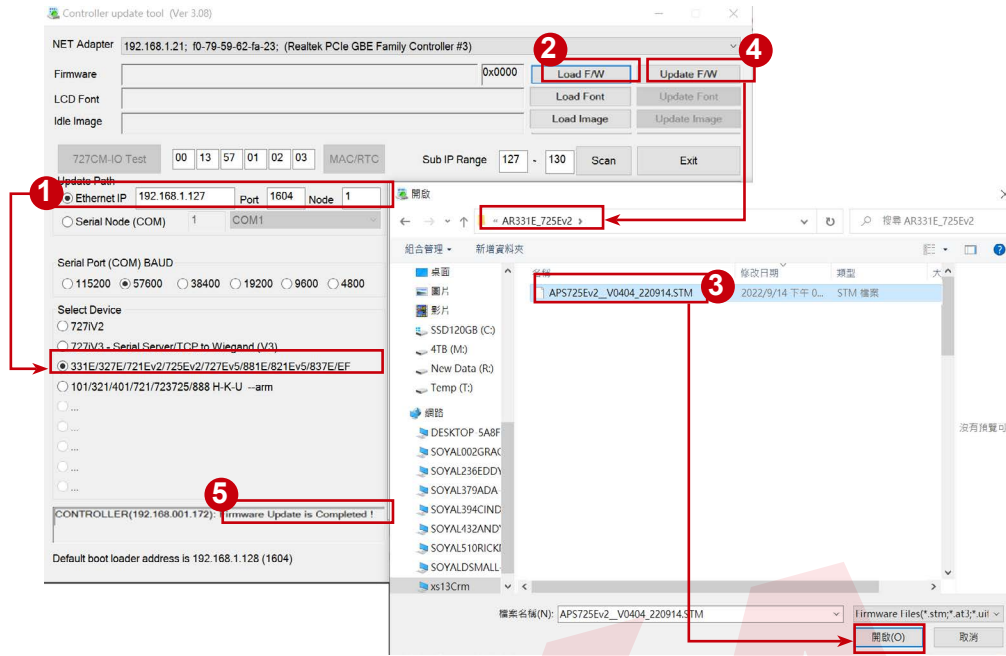 Controller update tool (Ver 3.08)
NET Adapter 192.168.1.21; f0-79-59-62-fa-23; (Realtek PCIe GBE Family Controller #3)
2
4
Firmware 0x0000 Load F/W Update F/W
LCD Font Load Font Update Font
Idle Image Load Image Update Image
727CM-IO Test 00 13 57 01 02 03 MAC/RTC Sub IP Range 127 - 130 Scan Exit
Update Path
1
Ethernet IP 192.168.1.127 Port 1604 Node 1
Serial Node (COM) 1 COM1
Serial Port (COM) BAUD
115200 57600 38400 19200 9600 4800
Select Device
727iV2
727iV3 - Serial Server/TCP to Wiegand (V3)
331E/327E/721Ev2/725Ev2/727Ev5/881E/821Ev5/837E/EF
101/321/401/721/723725/888 H-K-U --arm
...
...
...
...
...
5
CONTROLLER(192.168.001.172): Firmware Update is Completed !
Default boot loader address is 192.168.1.128 (1604)
開啟
« AR331E_725Ev2 ›
搜尋 AR331E_725Ev2
組合管理 新增資料夾
名稱 修改日期 類型 大
3
APS725Ev2__V0404_220914.STM 2022/9/14 下午 0... STM 檔案
桌面
圖片
影片
SSD120GB (C:)
4TB (M:)
New Data (R:)
Temp (T:)
網路
DESKTOP 5A8F
SOYAL002GRAC
SOYAL236EDDY
SOYAL379ADA
SOYAL394CIND
SOYAL432ANDY
SOYAL510RICKI
SOYALDSMALL
xs13Crm
沒有預覽可
檔案名稱(N): APS725Ev2__V0404_220914.STM Firmware Files(*.stm;*.at3;*.uif
開啟(O) 取消